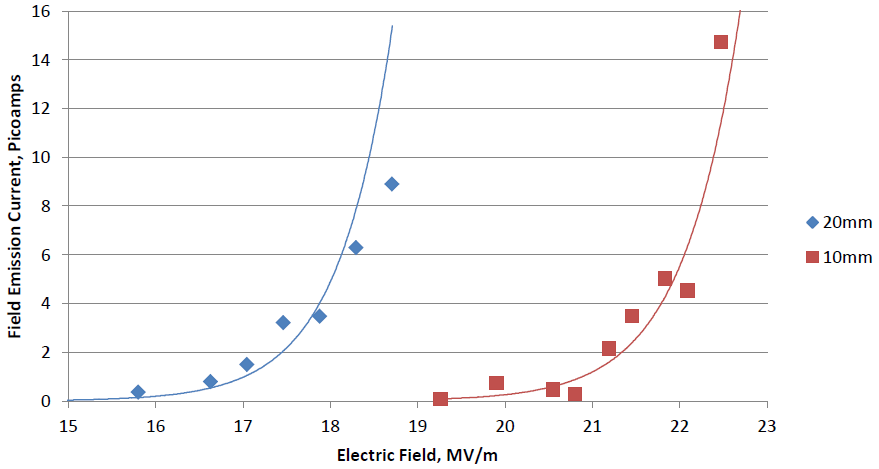 Field Emission Current, Picoamps
16
14
12
10
8
6
4
2
0
15 16 17 18 19 20 21 22 23
Electric Field, MV/m
20mm
10mm